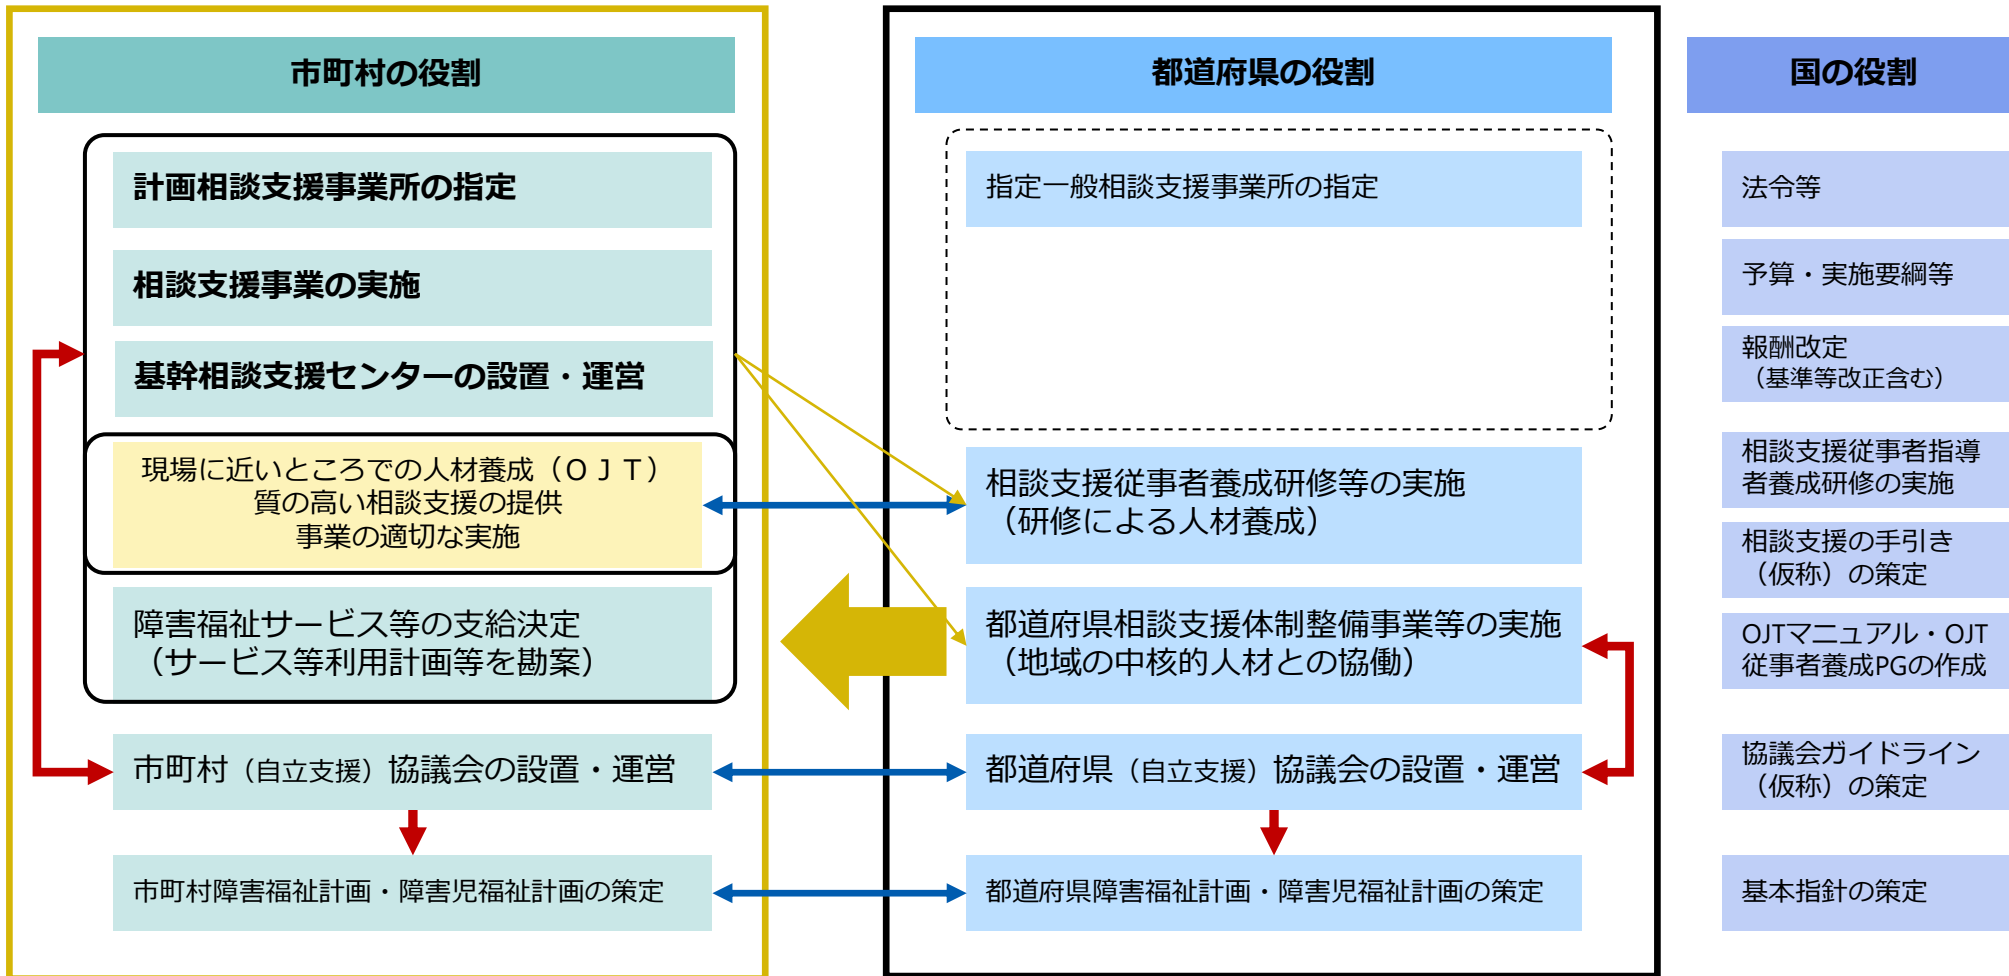 市町村の役割
計画相談支援事業所の指定
相談支援事業の実施
基幹相談支援センターの設置・運営
現場に近いところでの人材養成（ＯＪＴ）
質の高い相談支援の提供
事業の適切な実施
障害福祉サービス等の支給決定
（サービス等利用計画等を勘案）
市町村（自立支援）協議会の設置・運営
市町村障害福祉計画・障害児福祉計画の策定
都道府県の役割
指定一般相談支援事業所の指定
相談支援従事者養成研修等の実施
（研修による人材養成）
都道府県相談支援体制整備事業等の実施
（地域の中核的人材との協働）
都道府県（自立支援）協議会の設置・運営
都道府県障害福祉計画・障害児福祉計画の策定
国の役割
法令等
予算・実施要綱等
報酬改定
（基準等改正含む）
相談支援従事者指導
者養成研修の実施
相談支援の手引き
（仮称）の策定
OJTマニュアル・OJT
従事者養成PGの作成
協議会ガイドライン
（仮称）の策定
基本指針の策定